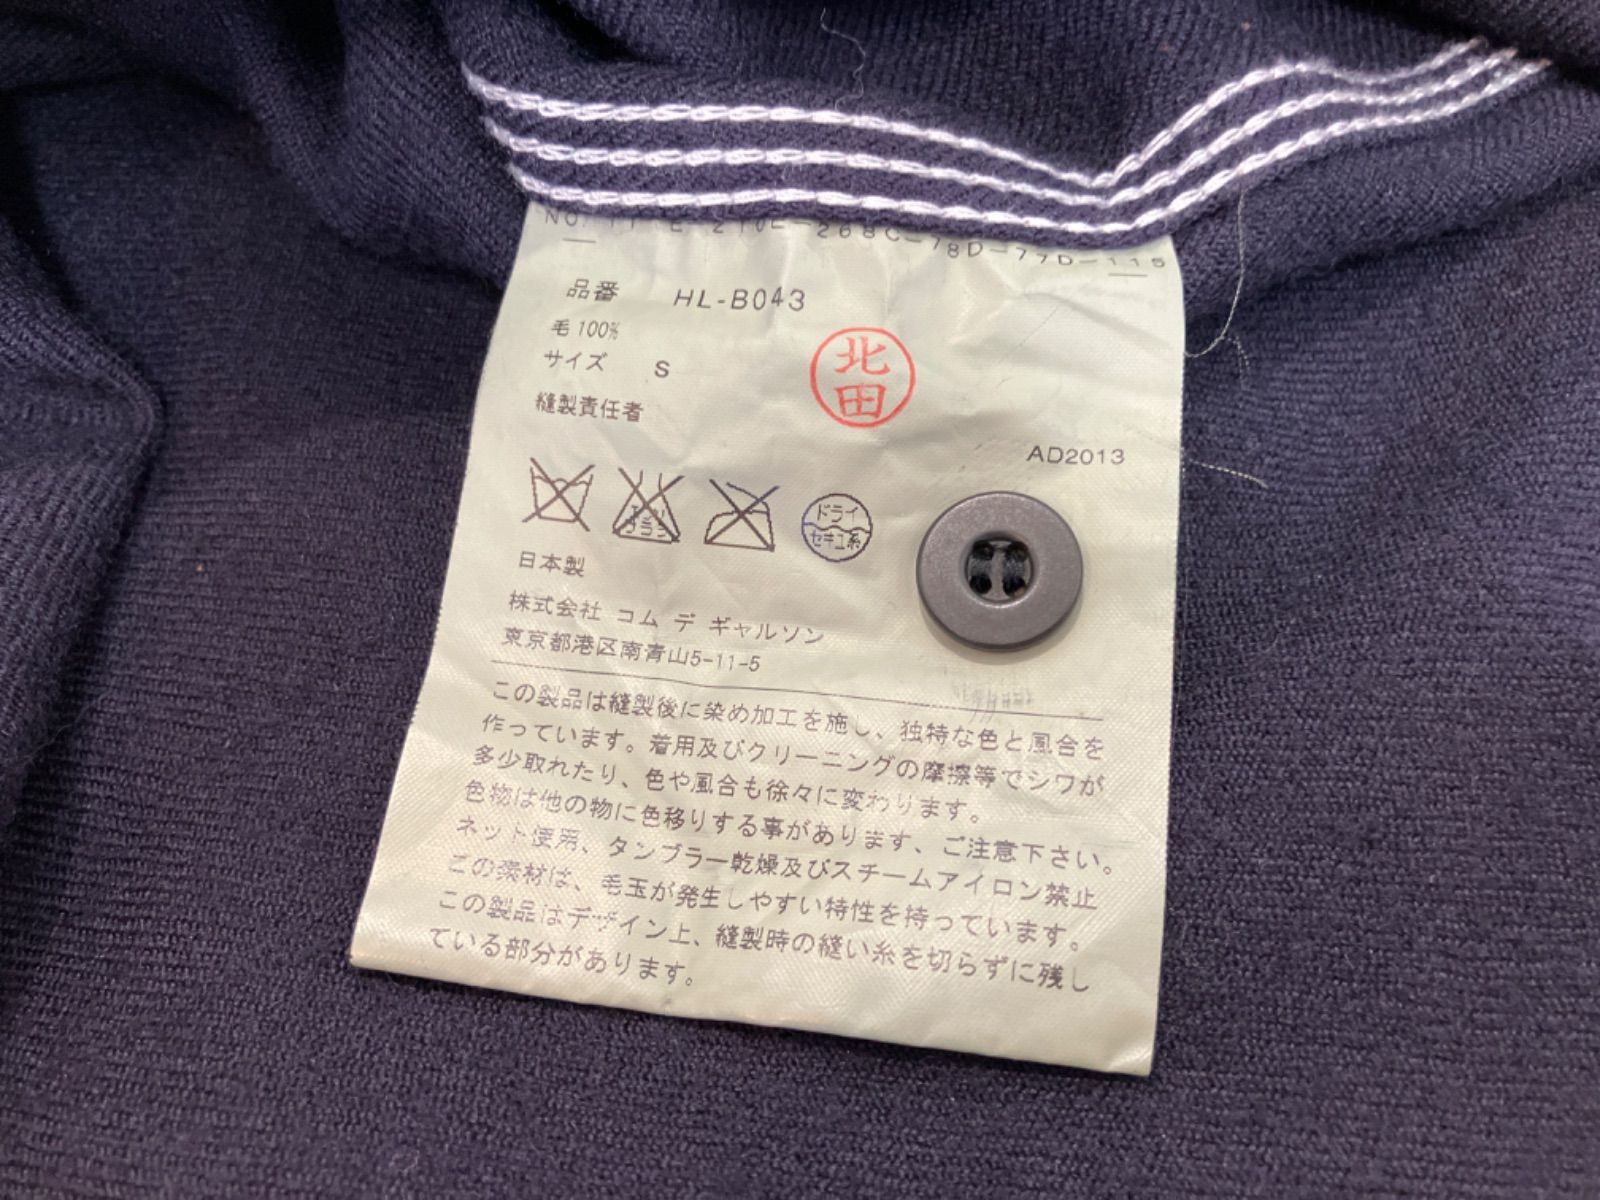 品番 HL-B043
毛 100%
サイズ S
北田
縫製責任者
AD2013
ドライ
セキユ系
日本製
株式会社 コム デ ギャルソン
東京都港区南青山5-11-5
この製品は縫製後に染め加工を施し、独特な色と風合を
作っています。着用及びクリーニングの摩擦等でシワが
多少取れたり、色や風合も徐々に変わります。
色物は他の物に色移りする事があります、ご注意下さい。
ネット使用、タンブラー乾燥及びスチームアイロン禁止
この素材は、毛玉が発生しやすい特性を持っています。
この製品はデザイン上、縫製時の縫い糸を切らずに残し
ている部分があります。